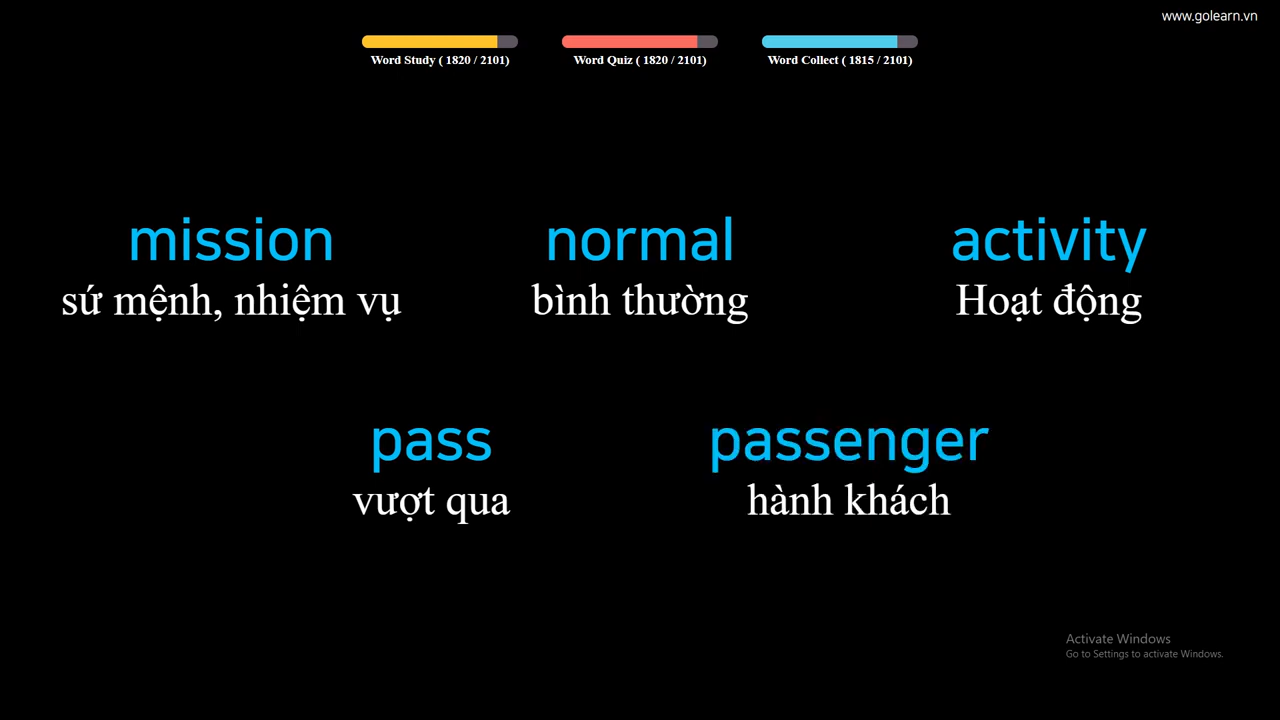 www.golearn.vn
Word Study ( 1820 / 2101) Word Quiz ( 1820 / 2101) Word Collect ( 1815 / 2101)
mission normal activity
sứ mệnh, nhiệm vụ bình thường Hoạt động
pass passenger
vượt qua hành khách
Activate Windows
Go to Settings to activate Windows.